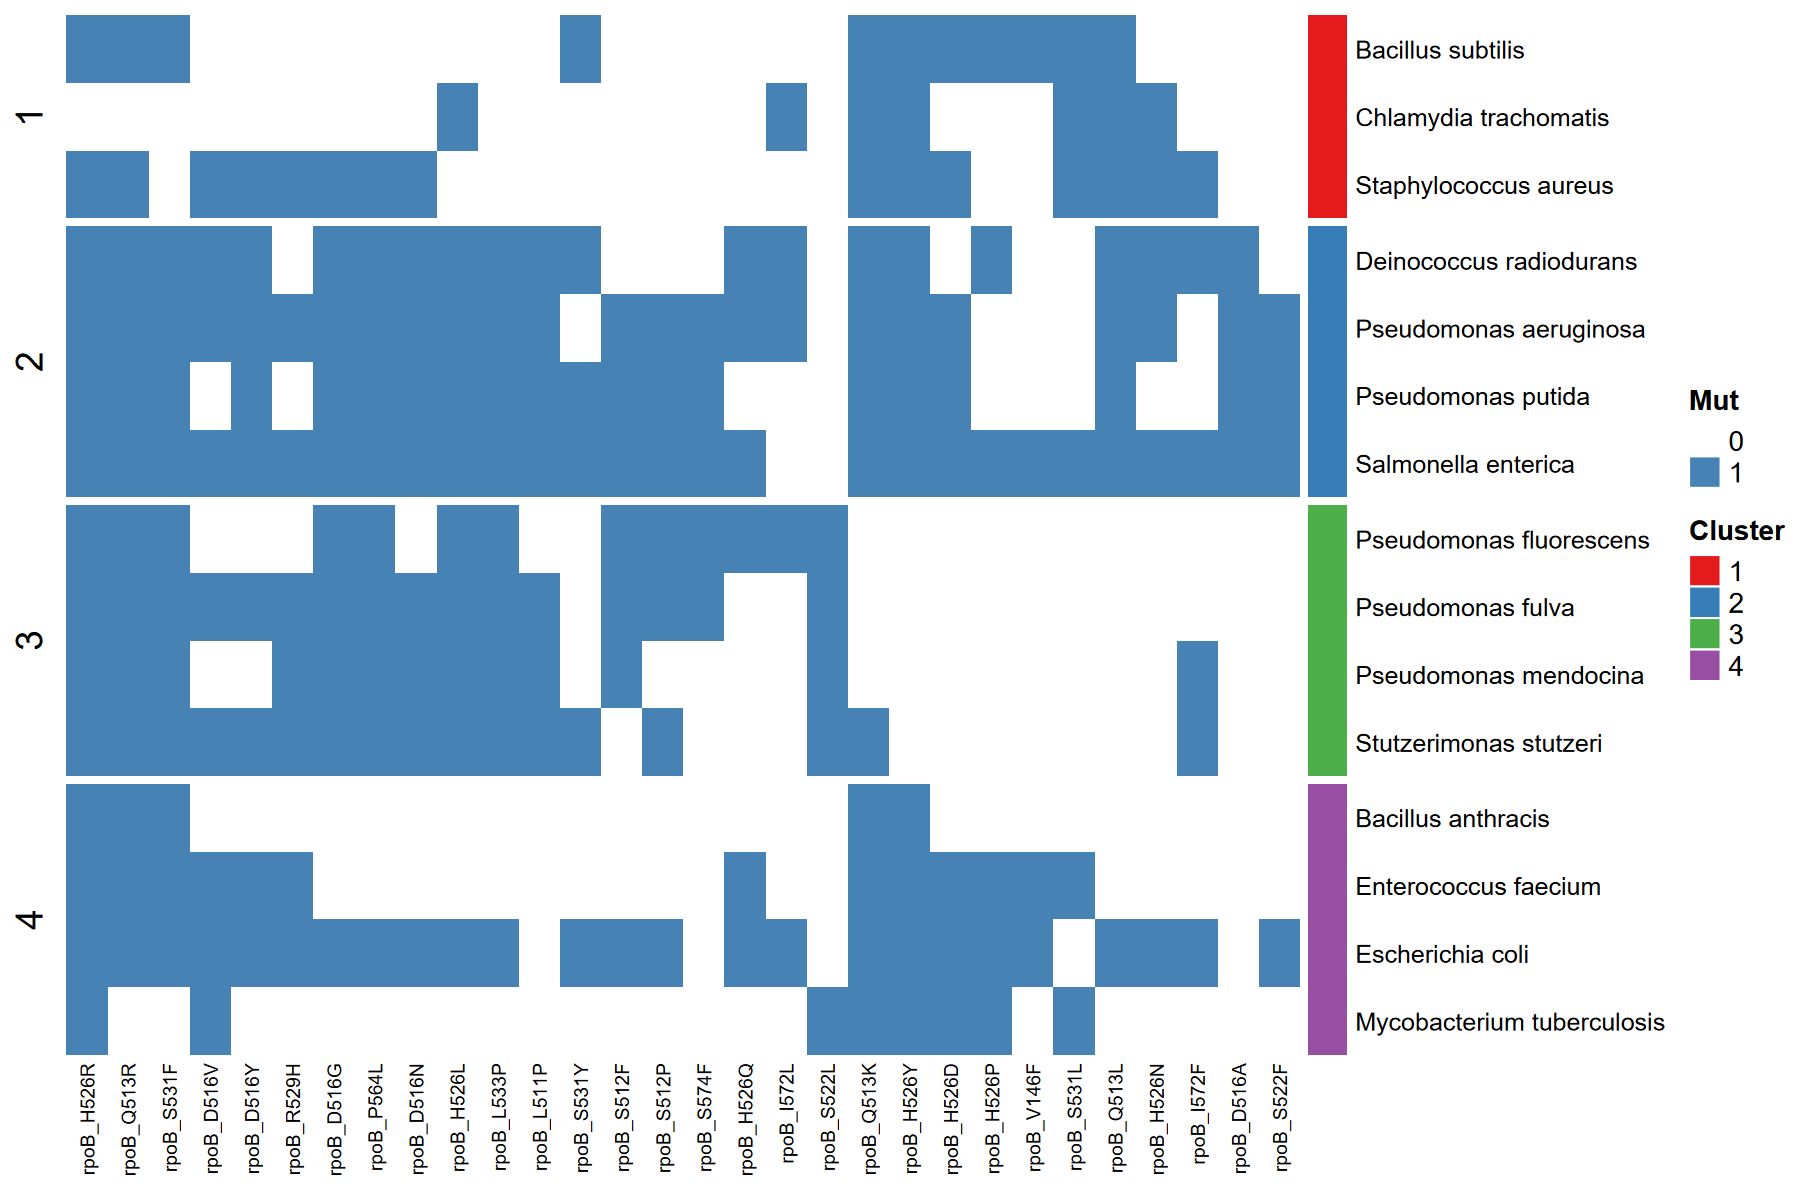 1
2
3
4
Bacillus subtilis
Chlamydia trachomatis
Staphylococcus aureus
Deinococcus radiodurans
Pseudomonas aeruginosa
Pseudomonas putida
Salmonella enterica
Pseudomonas fluorescens
Pseudomonas fulva
Pseudomonas mendocina
Stutzerimonas stutzeri
Bacillus anthracis
Enterococcus faecium
Escherichia coli
Mycobacterium tuberculosis
Mut
0
1
Cluster
1
2
3
4
rpoB_H526R
rpoB_Q513R
rpoB_S531F
rpoB_D516V
rpoB_D516Y
rpoB_R529H
rpoB_D516G
rpoB_P564L
rpoB_D516N
rpoB_H526L
rpoB_L533P
rpoB_L511P
rpoB_S531Y
rpoB_S512F
rpoB_S512P
rpoB_S574F
rpoB_H526Q
rpoB_I572L
rpoB_S522L
rpoB_Q513K
rpoB_H526Y
rpoB_H526D
rpoB_H526P
rpoB_V146F
rpoB_S531L
rpoB_Q513L
rpoB_H526N
rpoB_I572F
rpoB_D516A
rpoB_S522F